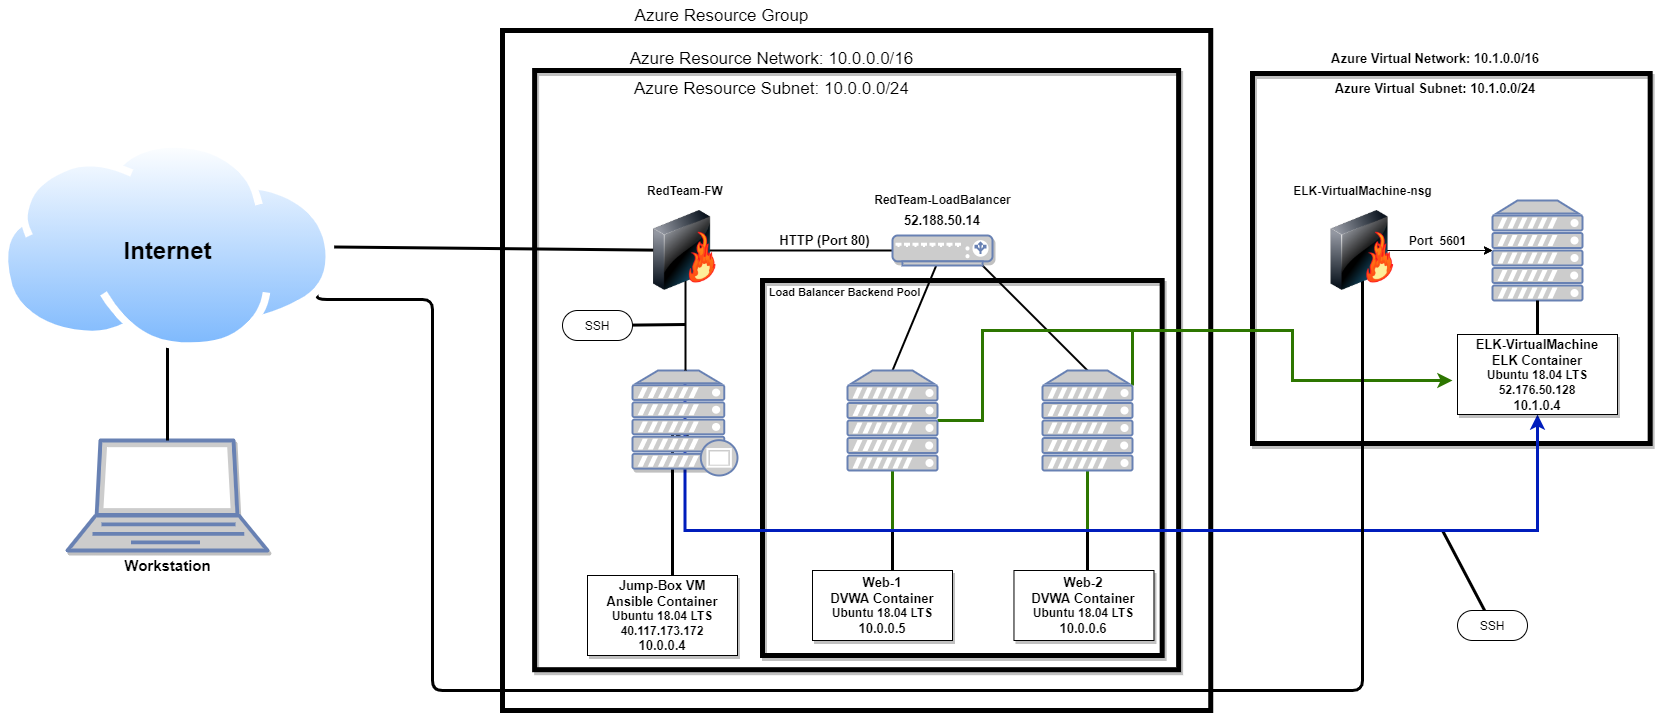 Azure Resource Group
Azure Resource Network: 10.0.0.0/16
Azure Resource Subnet: 10.0.0.0/24
Azure Virtual Network: 10.1.0.0/16
Azure Virtual Subnet: 10.1.0.0/24
Internet
Workstation
RedTeam-FW
HTTP (Port 80)
RedTeam-LoadBalancer
52.188.50.14
Load Balancer Backend Pool
SSH
Jump-Box VM
Ansible Container
Ubuntu 18.04 LTS
40.117.173.172
10.0.0.4
Web-1
DVWA Container
Ubuntu 18.04 LTS
10.0.0.5
Web-2
DVWA Container
Ubuntu 18.04 LTS
10.0.0.6
ELK-VirtualMachine-nsg
Port 5601
ELK-VirtualMachine
ELK Container
Ubuntu 18.04 LTS
52.176.50.128
10.1.0.4
SSH